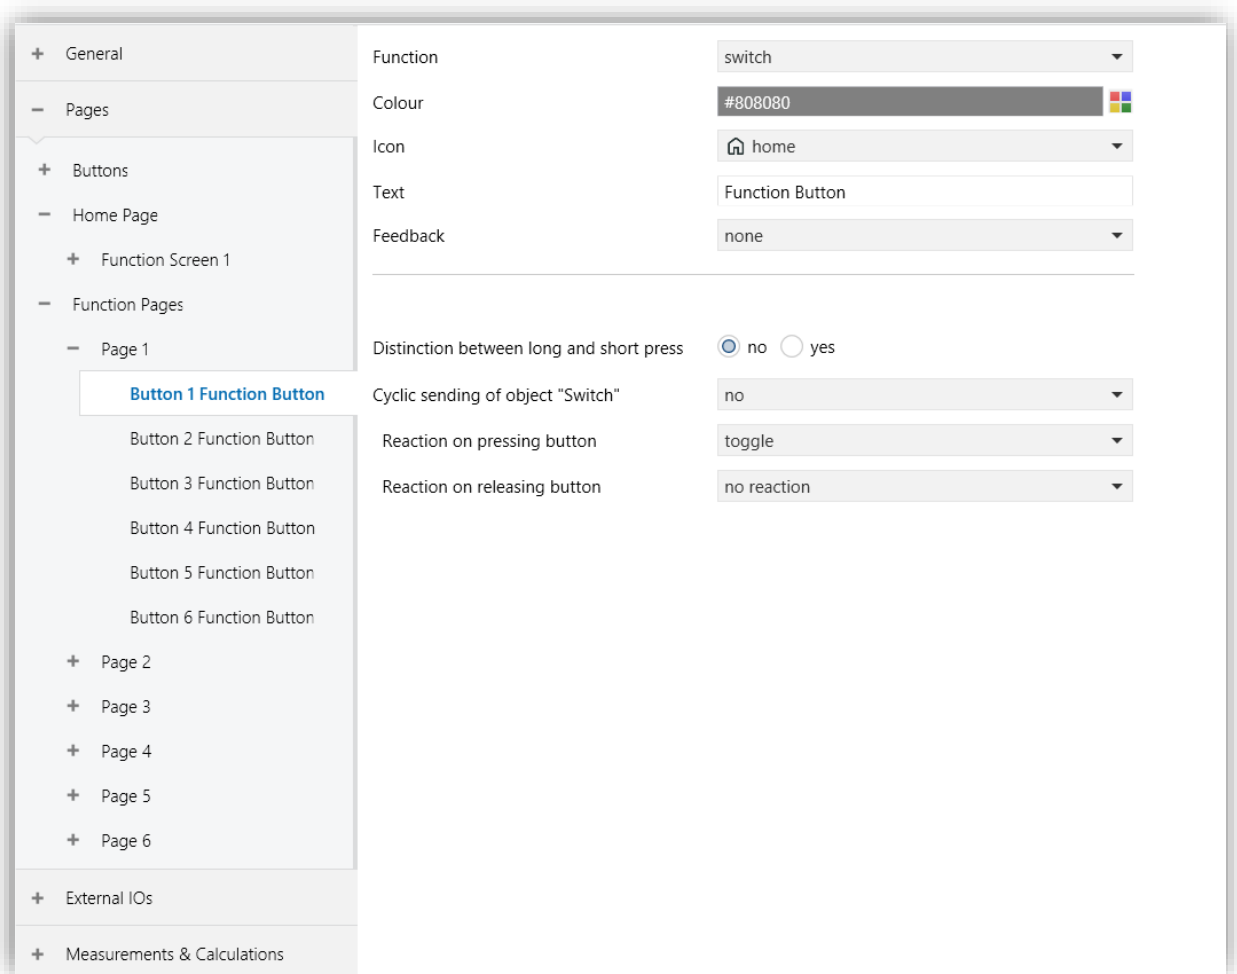 General
Pages
Buttons
Home Page
Function Screen 1
Function Pages
Page 1
Button 1 Function Button
Button 2 Function Button
Button 3 Function Button
Button 4 Function Button
Button 5 Function Button
Button 6 Function Button
Page 2
Page 3
Page 4
Page 5
Page 6
External IOs
Measurements & Calculations
Function switch
Colour #808080
Icon home
Text Function Button
Feedback none
Distinction between long and short press no yes
Cyclic sending of object "Switch" no
Reaction on pressing button toggle
Reaction on releasing button no reaction